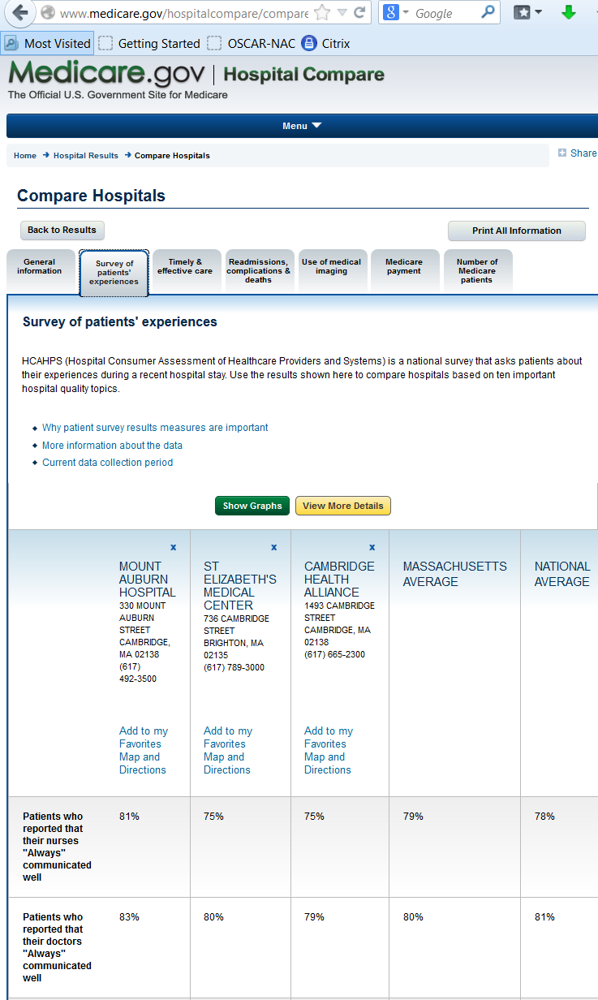 www.medicare.gov/hospitalcompare/compare
Google
Most Visited Getting Started OSCAR-NAC Citrix
Medicare.gov | Hospital Compare
The Official U.S. Government Site for Medicare
Menu
Home Hospital Results Compare Hospitals
Share
Compare Hospitals
Back to Results
Print All Information
General
information
Survey of
patients'
experiences
Timely &
effective care
Readmissions,
complications &
deaths
Use of medical
imaging
Medicare
payment
Number of
Medicare
patients
Survey of patients' experiences
HCAHPS (Hospital Consumer Assessment of Healthcare Providers and Systems) is a national survey that asks patients about
their experiences during a recent hospital stay. Use the results shown here to compare hospitals based on ten important
hospital quality topics.
Why patient survey results measures are important
More information about the data
Current data collection period
Show Graphs
View More Details
X
MOUNT
AUBURN
HOSPITAL
330 MOUNT
AUBURN
STREET
CAMBRIDGE,
MA 02138
(617)
492-3500
Add to my
Favorites
Map and
Directions
X
ST
ELIZABETH'S
MEDICAL
CENTER
736 CAMBRIDGE
STREET
BRIGHTON, MA
02135
(617) 789-3000
Add to my
Favorites
Map and
Directions
X
CAMBRIDGE
HEALTH
ALLIANCE
1493 CAMBRIDGE
STREET
CAMBRIDGE, MA
02138
(617) 665-2300
Add to my
Favorites
Map and
Directions
MASSACHUSETTS
AVERAGE
NATIONAL
AVERAGE
Patients who
reported that
their nurses
"Always"
communicated
well
81% 75% 75% 79% 78%
Patients who
reported that
their doctors
"Always"
communicated
well
83% 80% 79% 80% 81%